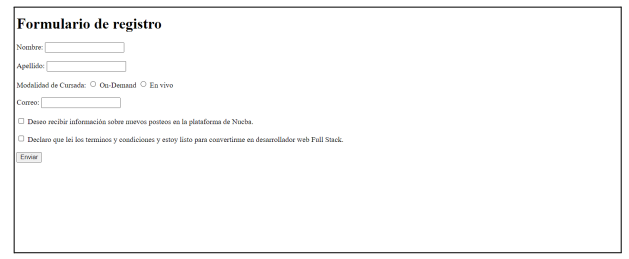 Formulario de registro
Nombre:
Apellido:
Modalidad de Cursada: On-Demand En vivo
Correo:
Deseo recibir información sobre nuevos posteos en la plataforma de Nucba.
Declaro que lei los terminos y condiciones y estoy listo para convertirme en desarrollador web Full Stack.
Enviar